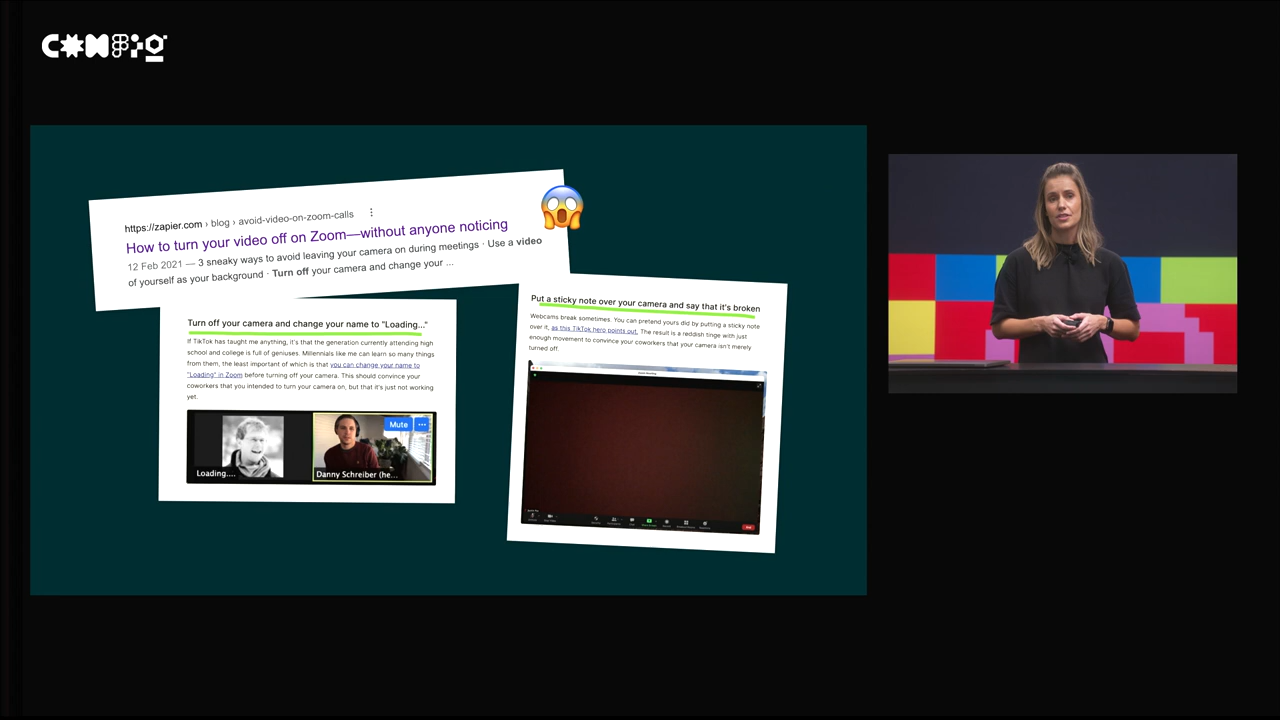 CONFIG
https://zapier.com › blog › avoid-video-on-zoom-calls
How to turn your video off on Zoom—without anyone noticing
12 Feb 2021 — 3 sneaky ways to avoid leaving your camera on during meetings · Use a video
of yourself as your background · Turn off your camera and change your ...
Turn off your camera and change your name to "Loading..."
If TikTok has taught me anything, it's that the generation currently attending high
school and college is full of geniuses. Millennials like me can learn so many things
from them, the least important of which is that you can change your name to
"Loading" in Zoom before turning off your camera. This should convince your
coworkers that you intended to turn your camera on, but that it's just not working
yet.
Mute
Loading....
Danny Schreiber (he...
Put a sticky note over your camera and say that it's broken
Webcams break sometimes. You can pretend yours did by putting a sticky note
over it, as this TikTok hero points out. The result is a reddish tinge with just
enough movement to convince your coworkers that your camera isn't merely
turned off.